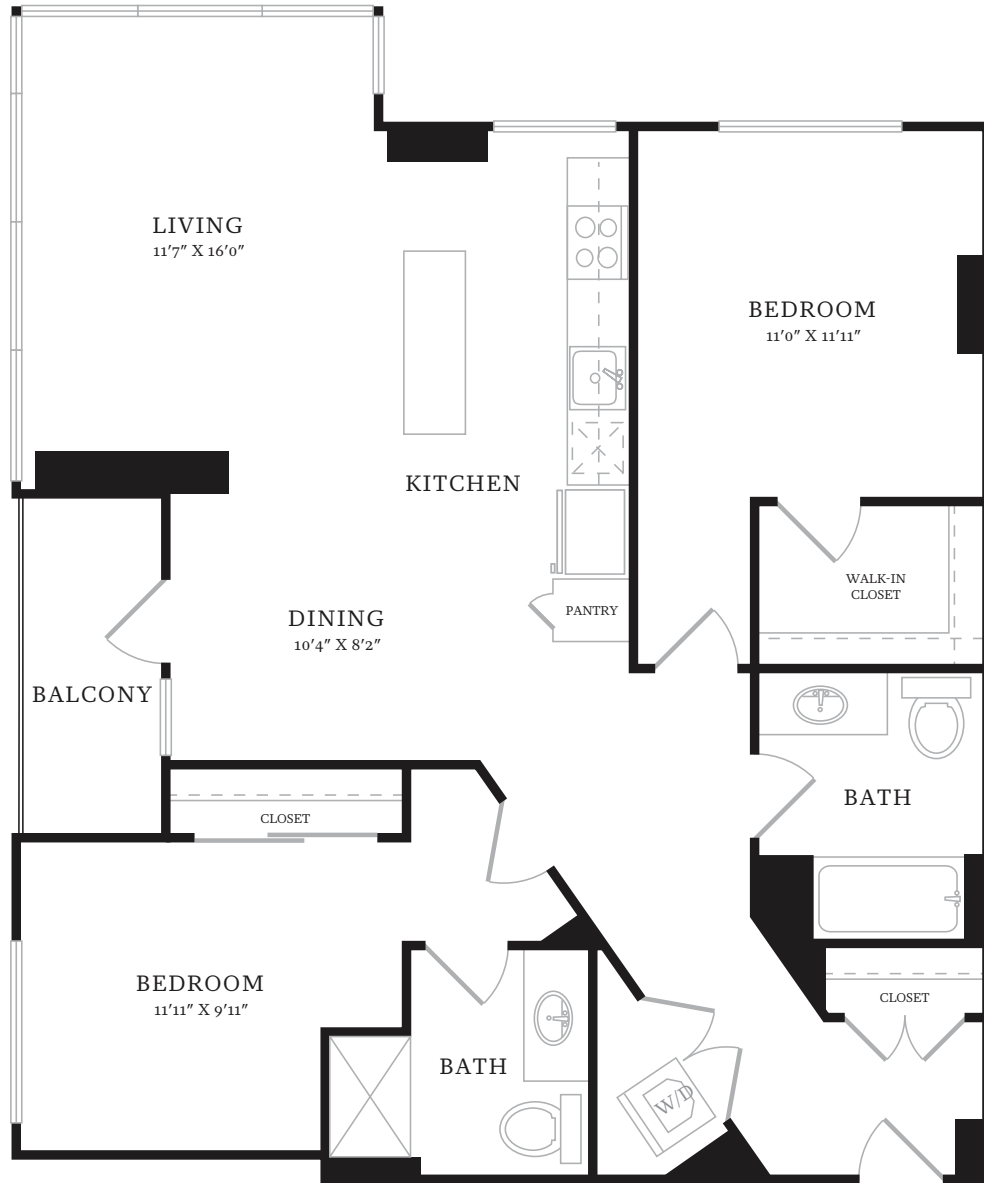 LIVING
11'7" X 16'0"
BEDROOM
11'0" X 11'11"
KITCHEN
WALK-IN
CLOSET
PANTRY
DINING
10'4" X 8'2"
BALCONY
BATH
CLOSET
BEDROOM
11'11" X 9'11"
CLOSET
BATH
W/D